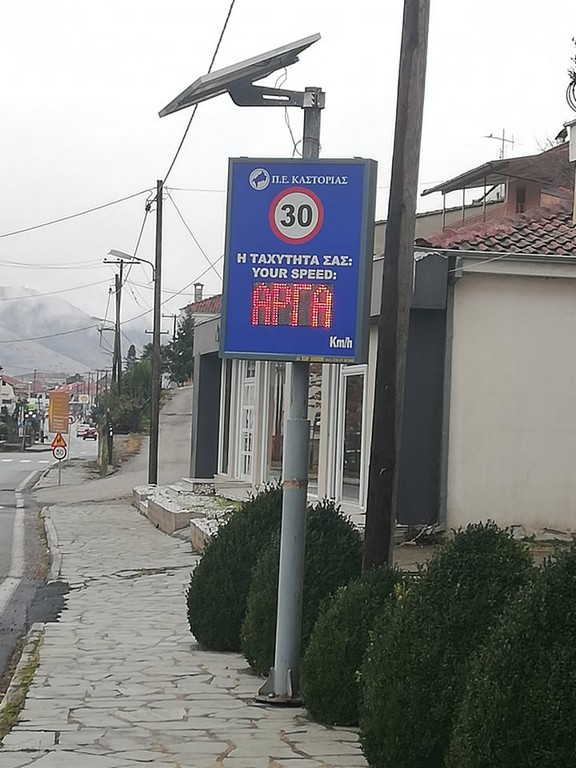 Π.Ε. ΚΑΣΤΟΡΙΑΣ
30
Η ΤΑΧΥΤΗΤΑ ΣΑΣ:
YOUR SPEED:
ΑΡΓΑ
Km/h